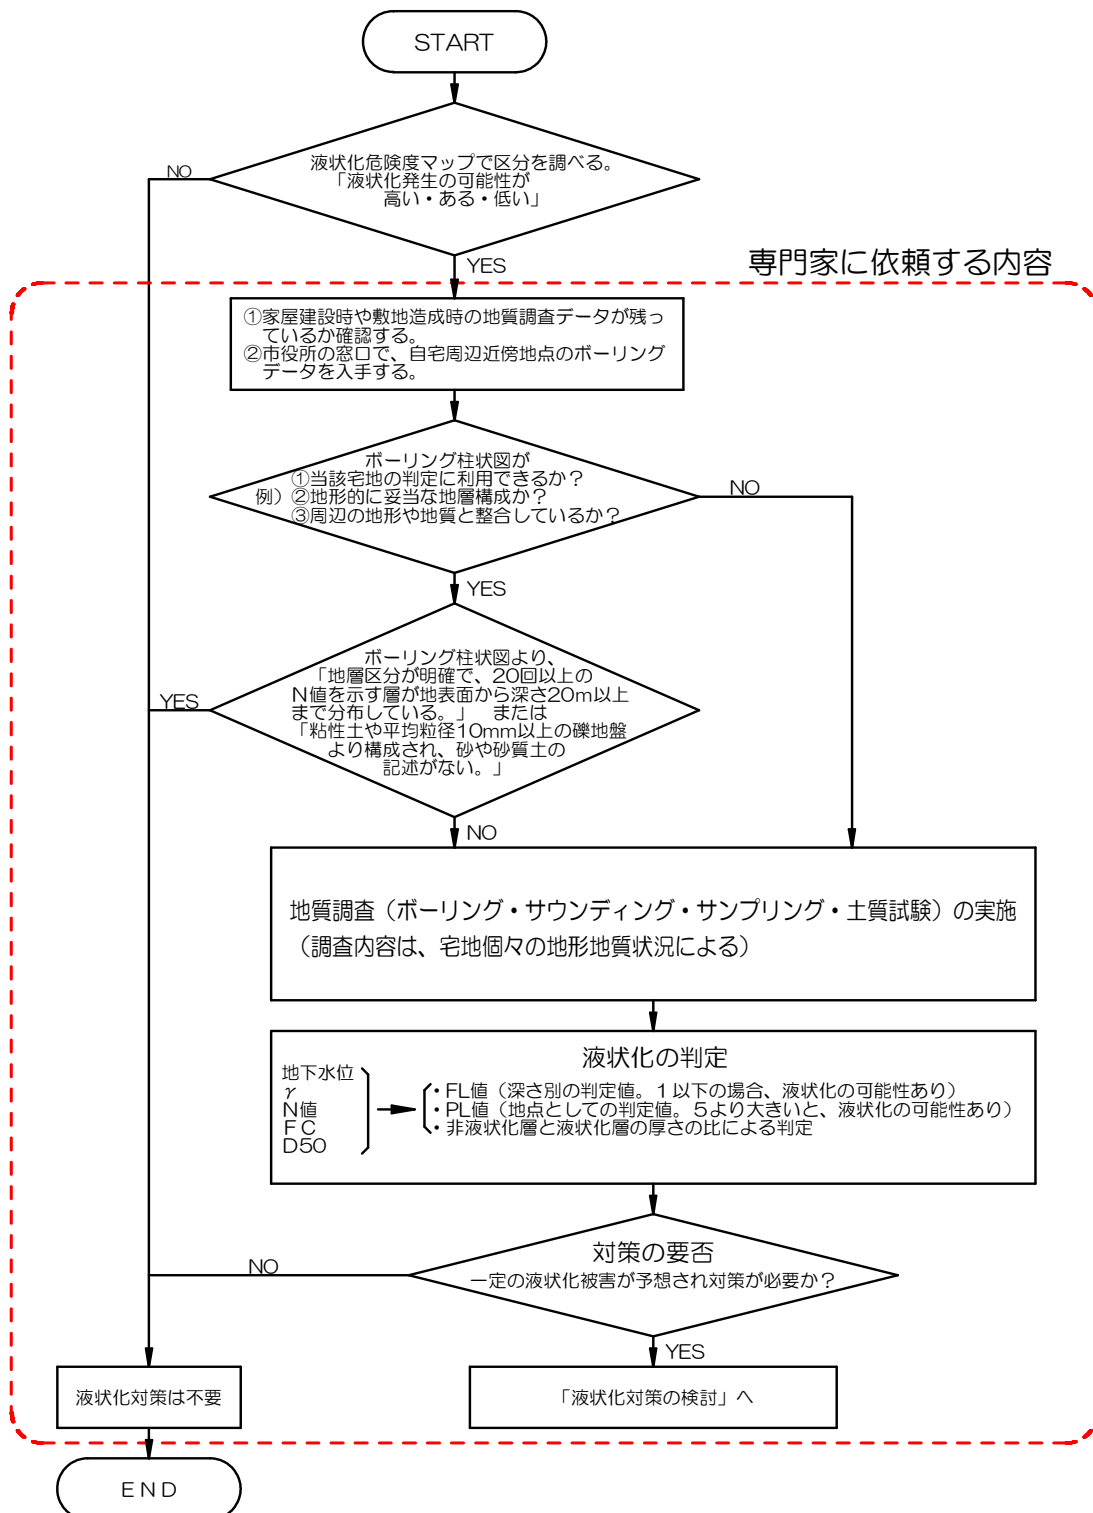 START
液状化危険度マップで区分を調べる。
「液状化発生の可能性が
高い・ある・低い」
NO
YES
専門家に依頼する内容
①家屋建設時や敷地造成時の地質調査データが残っ
ているか確認する。
②市役所の窓口で、自宅周辺近傍地点のボーリング
データを入手する。
ボーリング柱状図が
①当該宅地の判定に利用できるか？
例）②地形的に妥当な地層構成か？
③周辺の地形や地質と整合しているか？
NO
YES
ボーリング柱状図より、
「地層区分が明確で、20回以上の
N値を示す層が地表面から深さ20m以上
まで分布している。」　または
「粘性土や平均粒径10mm以上の礫地盤
より構成され、砂や砂質土の
記述がない。」
YES
NO
地質調査（ボーリング・サウンディング・サンプリング・土質試験）の実施
（調査内容は、宅地個々の地形地質状況による）
液状化の判定
地下水位
γ
N値
FC
D50
・FL値（深さ別の判定値。１以下の場合、液状化の可能性あり）
・PL値（地点としての判定値。５より大きいと、液状化の可能性あり）
・非液状化層と液状化層の厚さの比による判定
対策の要否
一定の液状化被害が予想され対策が必要か？
NO
YES
液状化対策は不要
「液状化対策の検討」へ
END